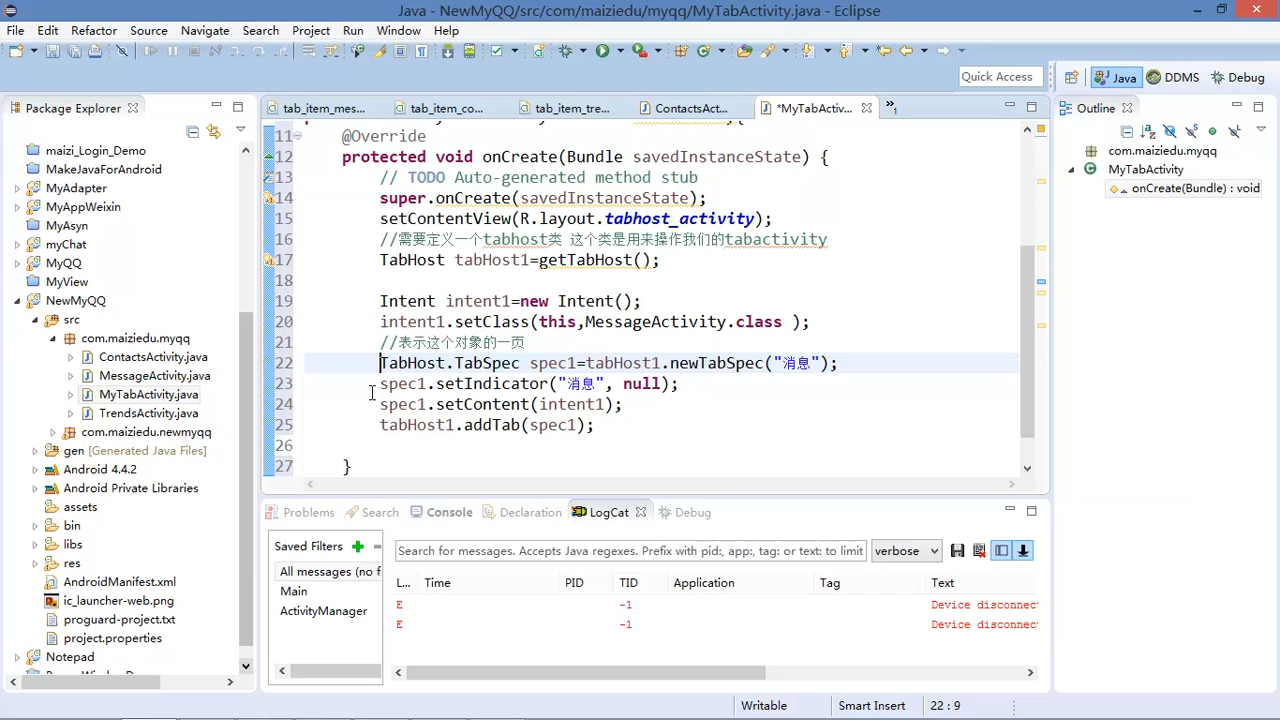 Java - NewMyQQ/src/com/maiziedu/myqq/MyTabActivity.java - Eclipse
File Edit Refactor Source Navigate Search Project Run Window Help
Quick Access Java DDMS Debug
Package Explorer
maizi_Login_Demo
MakeJavaForAndroid
MyAdapter
MyAppWeixin
MyAsyn
myChat
MyQQ
MyView
NewMyQQ
src
com.maiziedu.myqq
ContactsActivity.java
MessageActivity.java
MyTabActivity.java
TrendsActivity.java
com.maiziedu.newmyqq
gen [Generated Java Files]
Android 4.4.2
Android Private Libraries
assets
bin
libs
res
AndroidManifest.xml
ic_launcher-web.png
proguard-project.txt
project.properties
Notepad
tab_item_mes... tab_item_co... tab_item_tre... ContactsAct... *MyTabActiv... »1
11 @Override
12 protected void onCreate(Bundle savedInstanceState) {
13 // TODO Auto-generated method stub
14 super.onCreate(savedInstanceState);
15 setContentView(R.layout.tabhost_activity);
16 //需要定义一个tabhost类 这个类是用来操作我们的tabactivity
17 TabHost tabHost1=getTabHost();
18
19 Intent intent1=new Intent();
20 intent1.setClass(this,MessageActivity.class );
21 //表示这个对象的一页
22 TabHost.TabSpec spec1=tabHost1.newTabSpec("消息");
23 spec1.setIndicator("消息", null);
24 spec1.setContent(intent1);
25 tabHost1.addTab(spec1);
26
27 }
Outline
com.maiziedu.myqq
MyTabActivity
onCreate(Bundle) : void
Problems Search Console Declaration LogCat Debug
Saved Filters
All messages (no f
Main
ActivityManager
Search for messages. Accepts Java regexes. Prefix with pid:, app:, tag: or text: to limit verbose
L... Time PID TID Application Tag Text
E -1 Device disconnec
E -1 Device disconnec
Writable Smart Insert 22 : 9